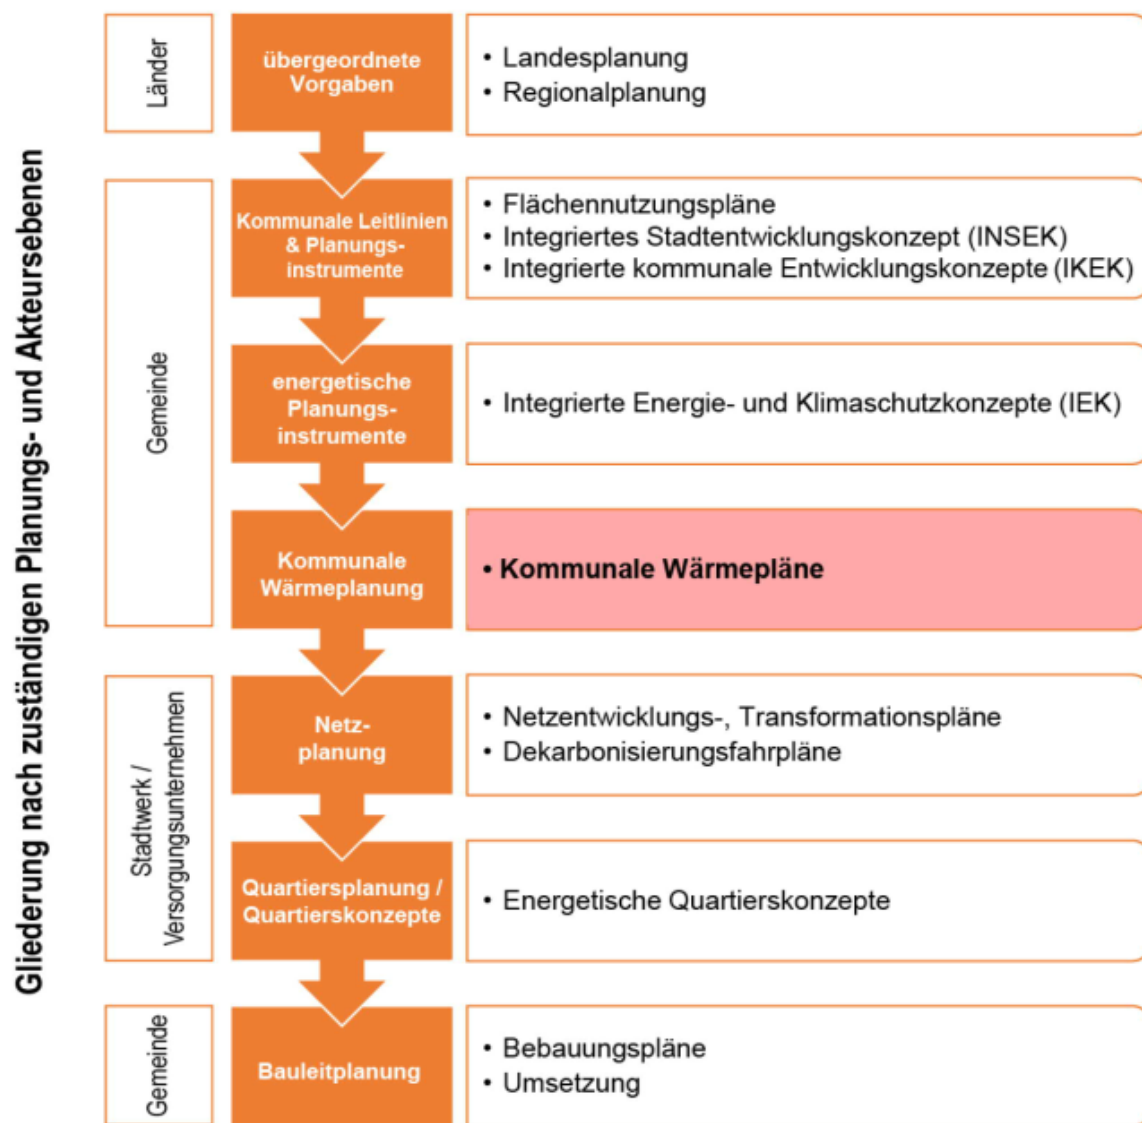 Gliederung nach zuständigen Planungs- und Akteursebenen
Länder
übergeordnete
Vorgaben
• Landesplanung
• Regionalplanung
Gemeinde
Kommunale Leitlinien
& Planungs-
instrumente
• Flächennutzungspläne
• Integriertes Stadtentwicklungskonzept (INSEK)
• Integrierte kommunale Entwicklungskonzepte (IKEK)
energetische
Planungs-
instrumente
• Integrierte Energie- und Klimaschutzkonzepte (IEK)
Kommunale
Wärmeplanung
• Kommunale Wärmepläne
Stadtwerk /
Versorgungsunternehmen
Netz-
planung
• Netzentwicklungs-, Transformationspläne
• Dekarbonisierungsfahrpläne
Quartiersplanung /
Quartierskonzepte
• Energetische Quartierskonzepte
Gemeinde
Bauleitplanung
• Bebauungspläne
• Umsetzung